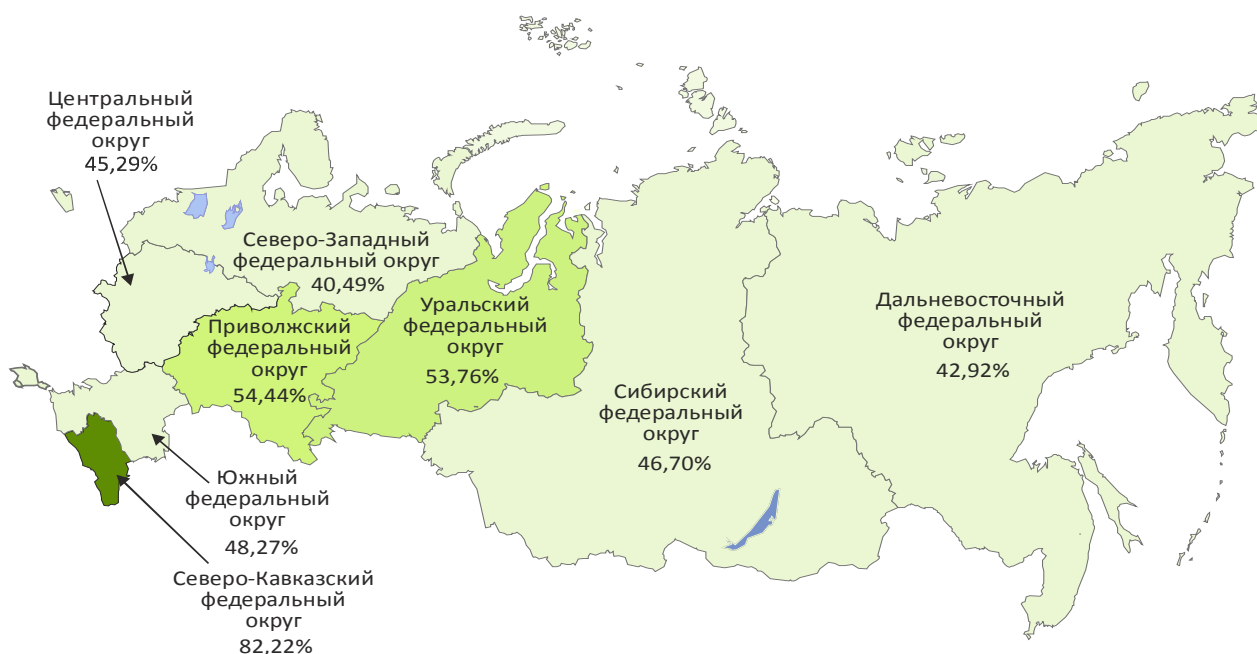 Центральный
федеральный
округ
45,29%
Северо-Западный
федеральный округ
40,49%
Приволжский
федеральный
округ
54,44%
Уральский
федеральный
округ
53,76%
Сибирский
федеральный
округ
46,70%
Дальневосточный
федеральный
округ
42,92%
Южный
федеральный
округ
48,27%
Северо-Кавказский
федеральный
округ
82,22%